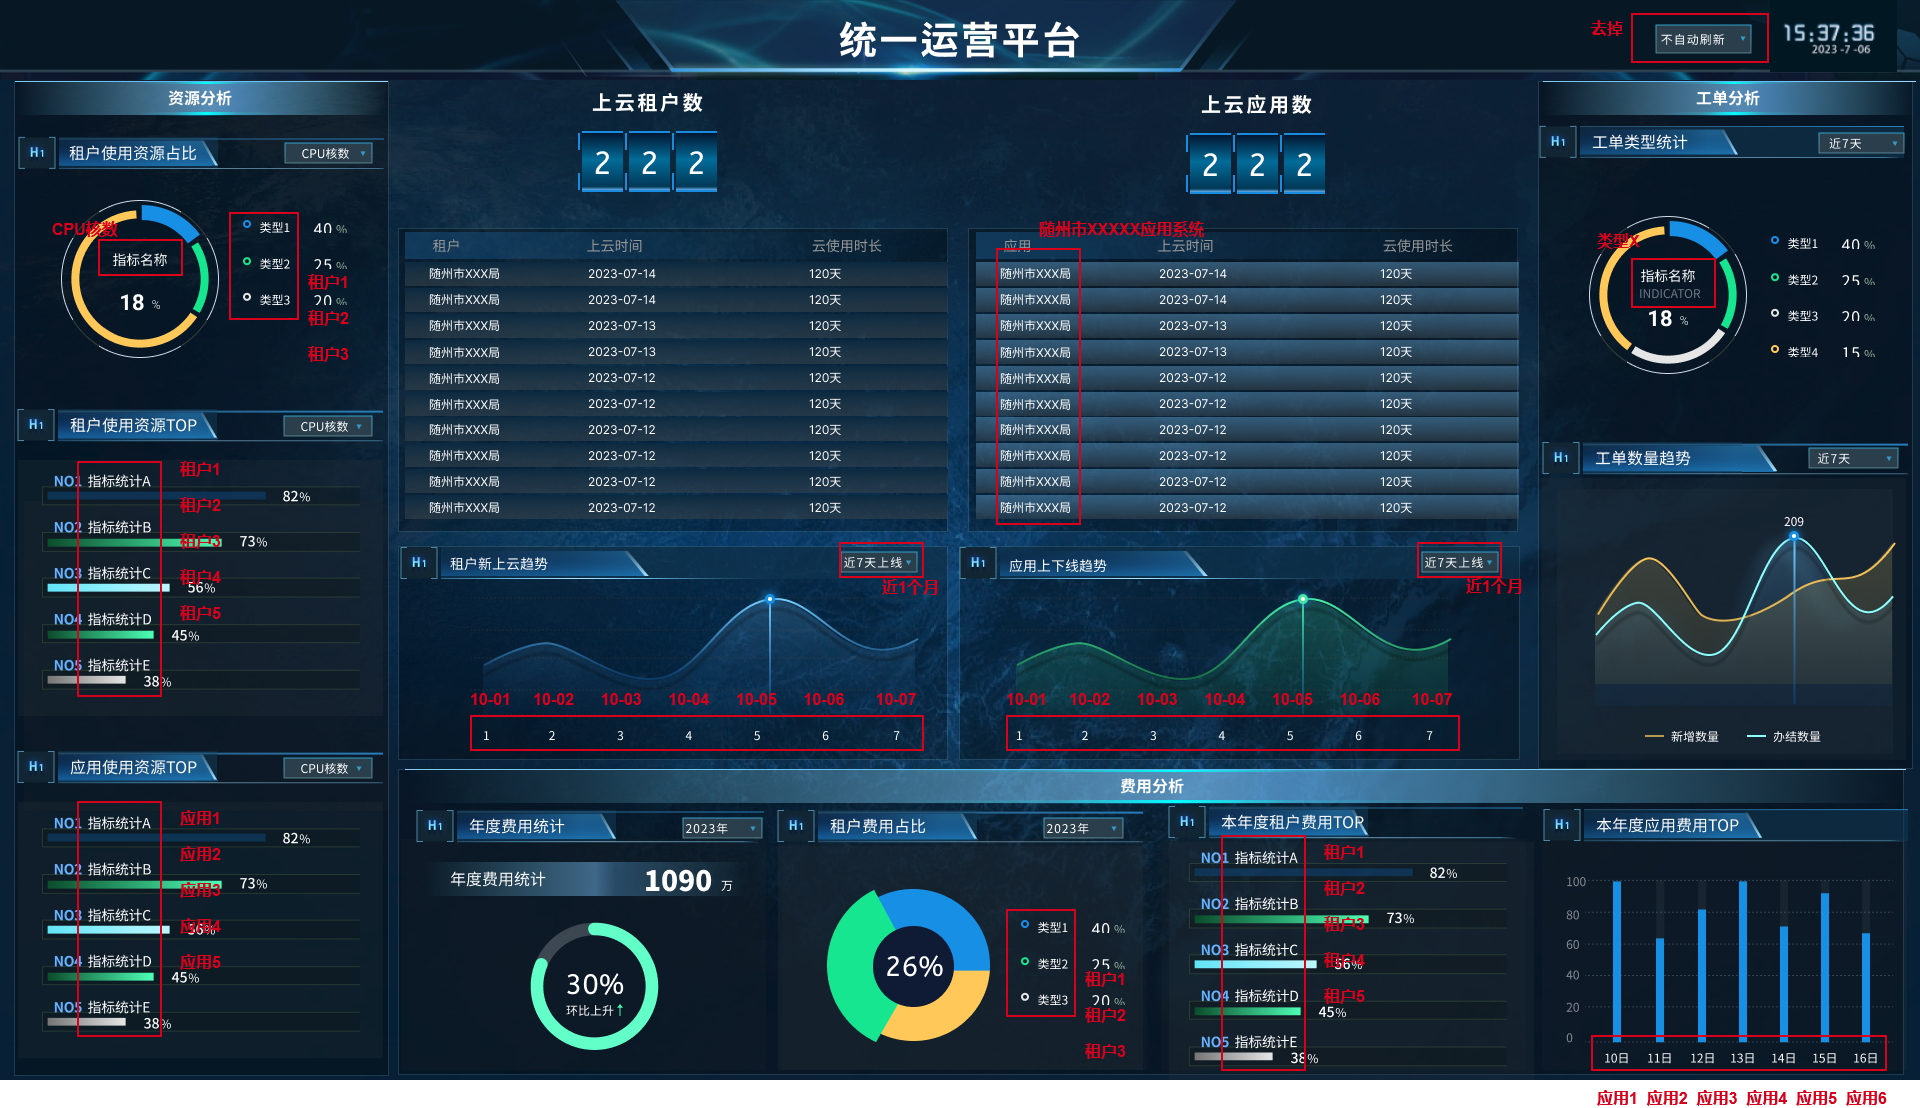 统一运营平台
去掉
不自动刷新
15:37:36
2023 -7 -06
资源分析
H1 租户使用资源占比 CPU核数
CPU核数
指标名称
18 %
类型1 40 %
类型2 25 %
类型3 20 %
租户1
租户2
租户3
H1 租户使用资源TOP CPU核数
NO1 指标统计A 82%
NO2 指标统计B 73%
NO3 指标统计C 56%
NO4 指标统计D 45%
NO5 指标统计E 38%
租户1
租户2
租户3
租户4
租户5
H1 应用使用资源TOP CPU核数
NO1 指标统计A 82%
NO2 指标统计B 73%
NO3 指标统计C 56%
NO4 指标统计D 45%
NO5 指标统计E 38%
应用1
应用2
应用3
应用4
应用5
上云租户数
2 2 2
租户 上云时间 云使用时长
随州市XXX局 2023-07-14 120天
随州市XXX局 2023-07-14 120天
随州市XXX局 2023-07-13 120天
随州市XXX局 2023-07-13 120天
随州市XXX局 2023-07-12 120天
随州市XXX局 2023-07-12 120天
随州市XXX局 2023-07-12 120天
随州市XXX局 2023-07-12 120天
随州市XXX局 2023-07-12 120天
随州市XXX局 2023-07-12 120天
上云应用数
2 2 2
随州市XXXXX应用系统
应用 上云时间 云使用时长
随州市XXX局 2023-07-14 120天
随州市XXX局 2023-07-14 120天
随州市XXX局 2023-07-13 120天
随州市XXX局 2023-07-13 120天
随州市XXX局 2023-07-12 120天
随州市XXX局 2023-07-12 120天
随州市XXX局 2023-07-12 120天
随州市XXX局 2023-07-12 120天
随州市XXX局 2023-07-12 120天
随州市XXX局 2023-07-12 120天
H1 租户新上云趋势 近7天上线
近1个月
10-01 10-02 10-03 10-04 10-05 10-06 10-07
1 2 3 4 5 6 7
H1 应用上下线趋势 近7天上线
近1个月
10-01 10-02 10-03 10-04 10-05 10-06 10-07
1 2 3 4 5 6 7
工单分析
H1 工单类型统计 近7天
类型X
指标名称
INDICATOR
18 %
类型1 40 %
类型2 25 %
类型3 20 %
类型4 15 %
H1 工单数量趋势 近7天
209
新增数量 办结数量
费用分析
H1 年度费用统计 2023年
年度费用统计 1090 万
30%
环比上升↑
H1 租户费用占比 2023年
26%
类型1 40 %
类型2 25 %
类型3 20 %
租户1
租户2
租户3
H1 本年度租户费用TOP
NO1 指标统计A 82%
NO2 指标统计B 73%
NO3 指标统计C 56%
NO4 指标统计D 45%
NO5 指标统计E 38%
租户1
租户2
租户3
租户4
租户5
H1 本年度应用费用TOP
100
80
60
40
20
0
10日 11日 12日 13日 14日 15日 16日
应用1 应用2 应用3 应用4 应用5 应用6